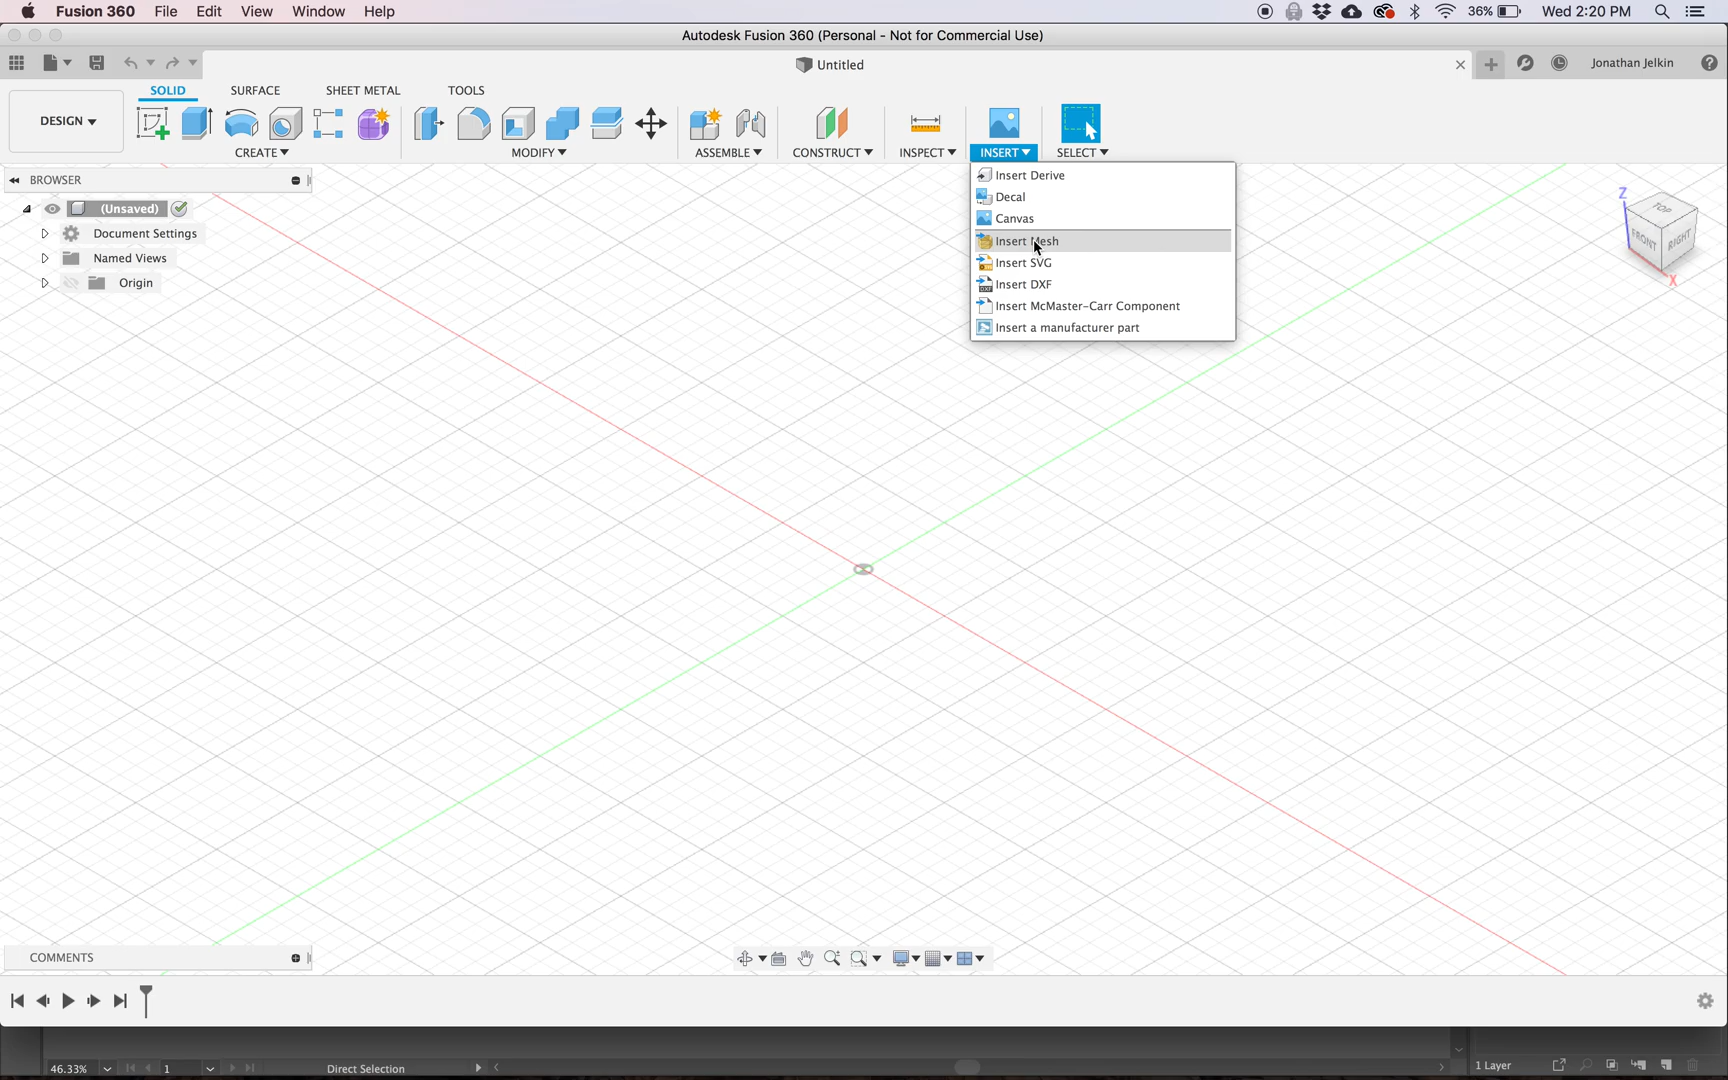 Fusion 360 File Edit View Window Help 36% Wed 2:20 PM
Autodesk Fusion 360 (Personal - Not for Commercial Use)
Untitled Jonathan Jelkin
SOLID SURFACE SHEET METAL TOOLS
DESIGN
CREATE MODIFY ASSEMBLE CONSTRUCT INSPECT INSERT SELECT
BROWSER
(Unsaved)
Document Settings
Named Views
Origin
Insert Derive
Decal
Canvas
Insert Mesh
Insert SVG
Insert DXF
Insert McMaster-Carr Component
Insert a manufacturer part
Z
TOP
FRONT RIGHT
X
COMMENTS
46.33% 1 Direct Selection 1 Layer